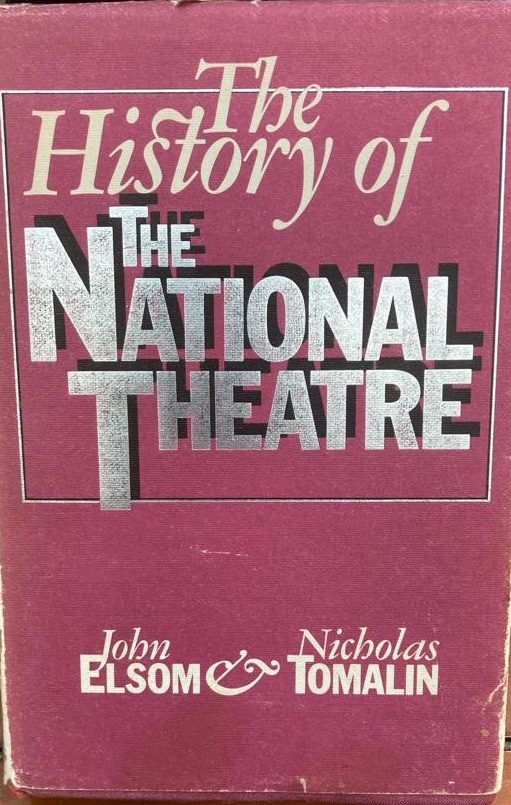 The
History of
THE
NATIONAL
THEATRE
John Nicholas
ELSOM & TOMALIN